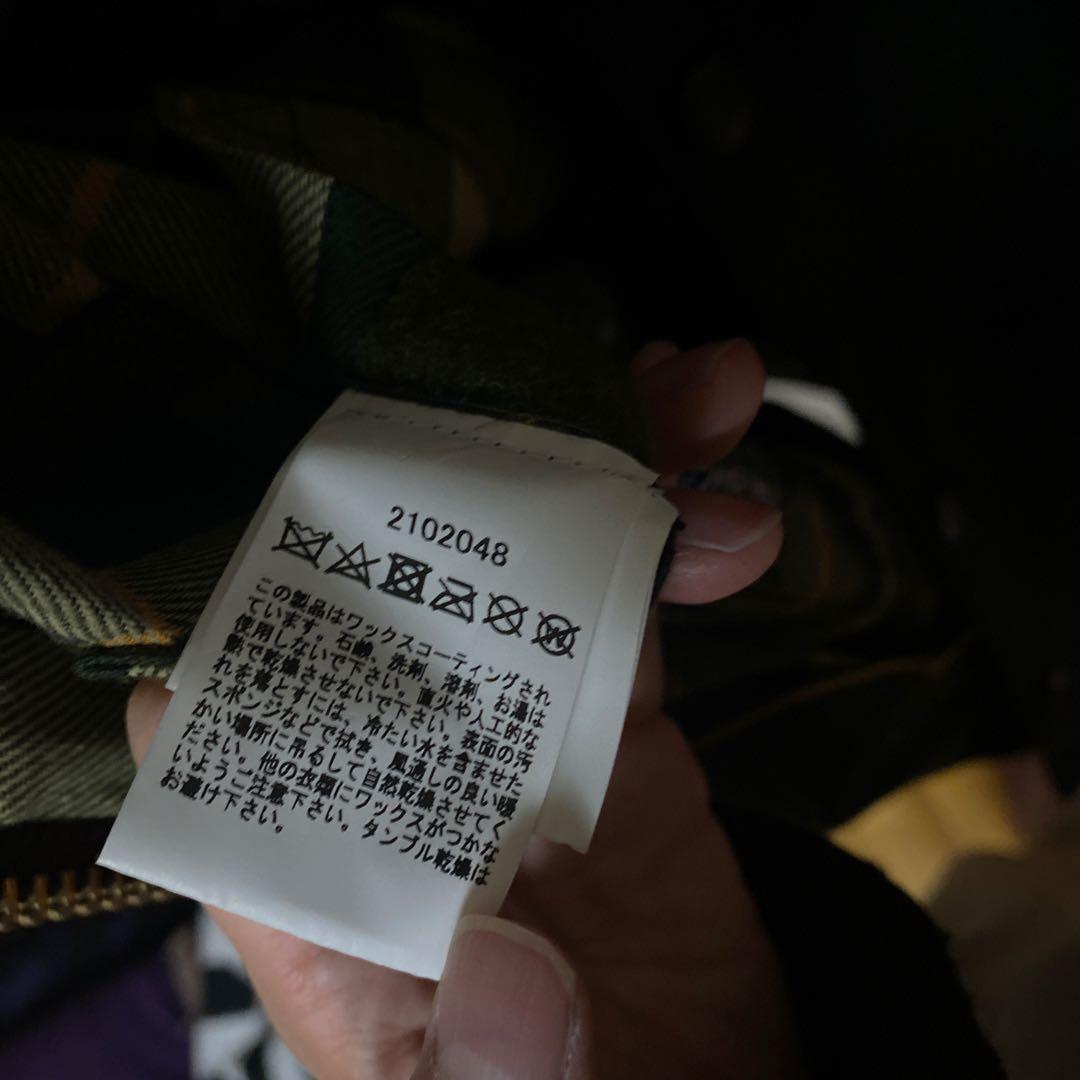 2102048
この製品はワックスコーティングされ
ています。石鹸、洗剤、溶剤、お湯は
使用しないで下さい。直火や人工的な
熱で乾燥させないで下さい。表面の汚
れを落とすには、冷たい水を含ませた
スポンジなどで拭き、風通しの良い暖
かい場所に吊るして自然乾燥させてく
ださい。他の衣類にワックスがつかな
いようご注意下さい。タンブル乾燥は
お避け下さい。